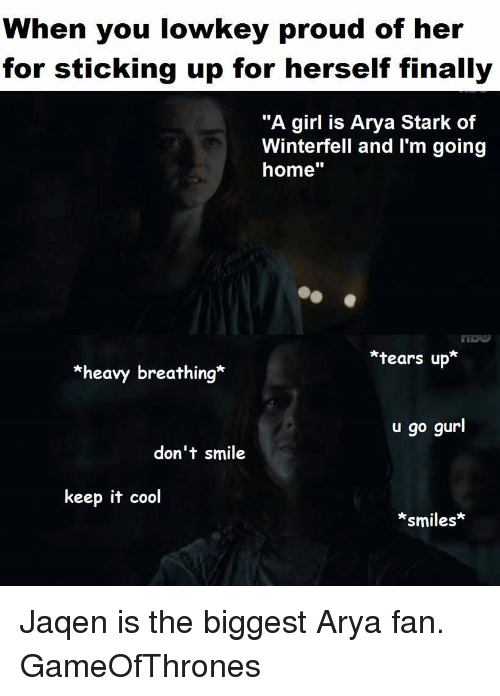 When you lowkey proud of her
for sticking up for herself finally
"A girl is Arya Stark of
Winterfell and I'm going
home"
*tears up*
*heavy breathing*
u go gurl
don't smile
keep it cool
*smiles*
Jaqen is the biggest Arya fan.
GameOfThrones